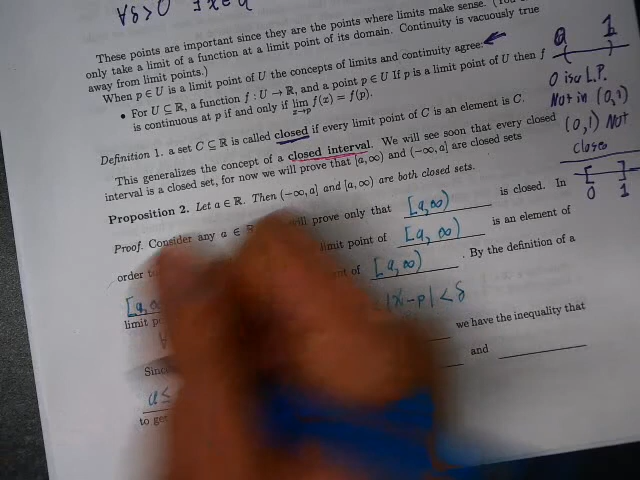 ∀δ>0 ∃x∈U
These points are important since they are the points where limits make sense. (You
only take a limit of a function at a limit point of its domain. Continuity is vacuously true
away from limit points.)
When p ∈ U is a limit point of U the concepts of limits and continuity agree:
• For U ⊆ ℝ, a function f : U → ℝ, and a point p ∈ U If p is a limit point of U then f
is continuous at p if and only if lim x→p f(x) = f(p).
0 1
0 is a L.P.
Not in (0,1)
(0,1) Not
close
0 1
Definition 1. a set C ⊆ ℝ is called closed if every limit point of C is an element is C.
This generalizes the concept of a closed interval. We will see soon that every closed
interval is a closed set, for now we will prove that [a, ∞) and (−∞, a] are closed sets
Proposition 2. Let a ∈ ℝ. Then (−∞, a] and [a, ∞) are both closed sets.
Proof. Consider any a ∈ ℝ will prove only that [a,∞) is closed. In
order limit point of [a,∞) is an element of
[a,∞ of [a,∞) . By the definition of a
limit |x-p|<δ
we have the inequality that
Since and
a≤
to get